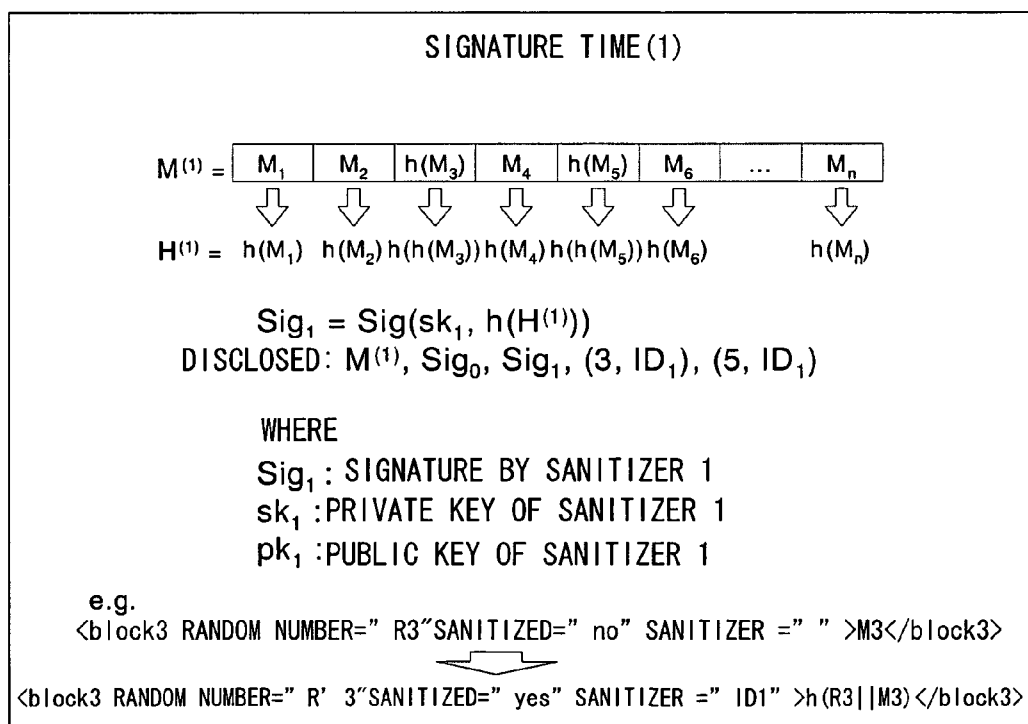 SIGNATURE TIME(1)
M⁽¹⁾ = M₁ M₂ h(M₃) M₄ h(M₅) M₆ ... Mₙ
H⁽¹⁾ = h(M₁) h(M₂) h(h(M₃)) h(M₄) h(h(M₅)) h(M₆) h(Mₙ)
Sig₁ = Sig(sk₁, h(H⁽¹⁾))
DISCLOSED: M⁽¹⁾, Sig₀, Sig₁, (3, ID₁), (5, ID₁)
WHERE
Sig₁ : SIGNATURE BY SANITIZER 1
sk₁ :PRIVATE KEY OF SANITIZER 1
pk₁ :PUBLIC KEY OF SANITIZER 1
e.g.
<block3 RANDOM NUMBER=" R3"SANITIZED=" no" SANITIZER =" " >M3</block3>
<block3 RANDOM NUMBER=" R' 3"SANITIZED=" yes" SANITIZER =" ID1" >h(R3||M3)</block3>